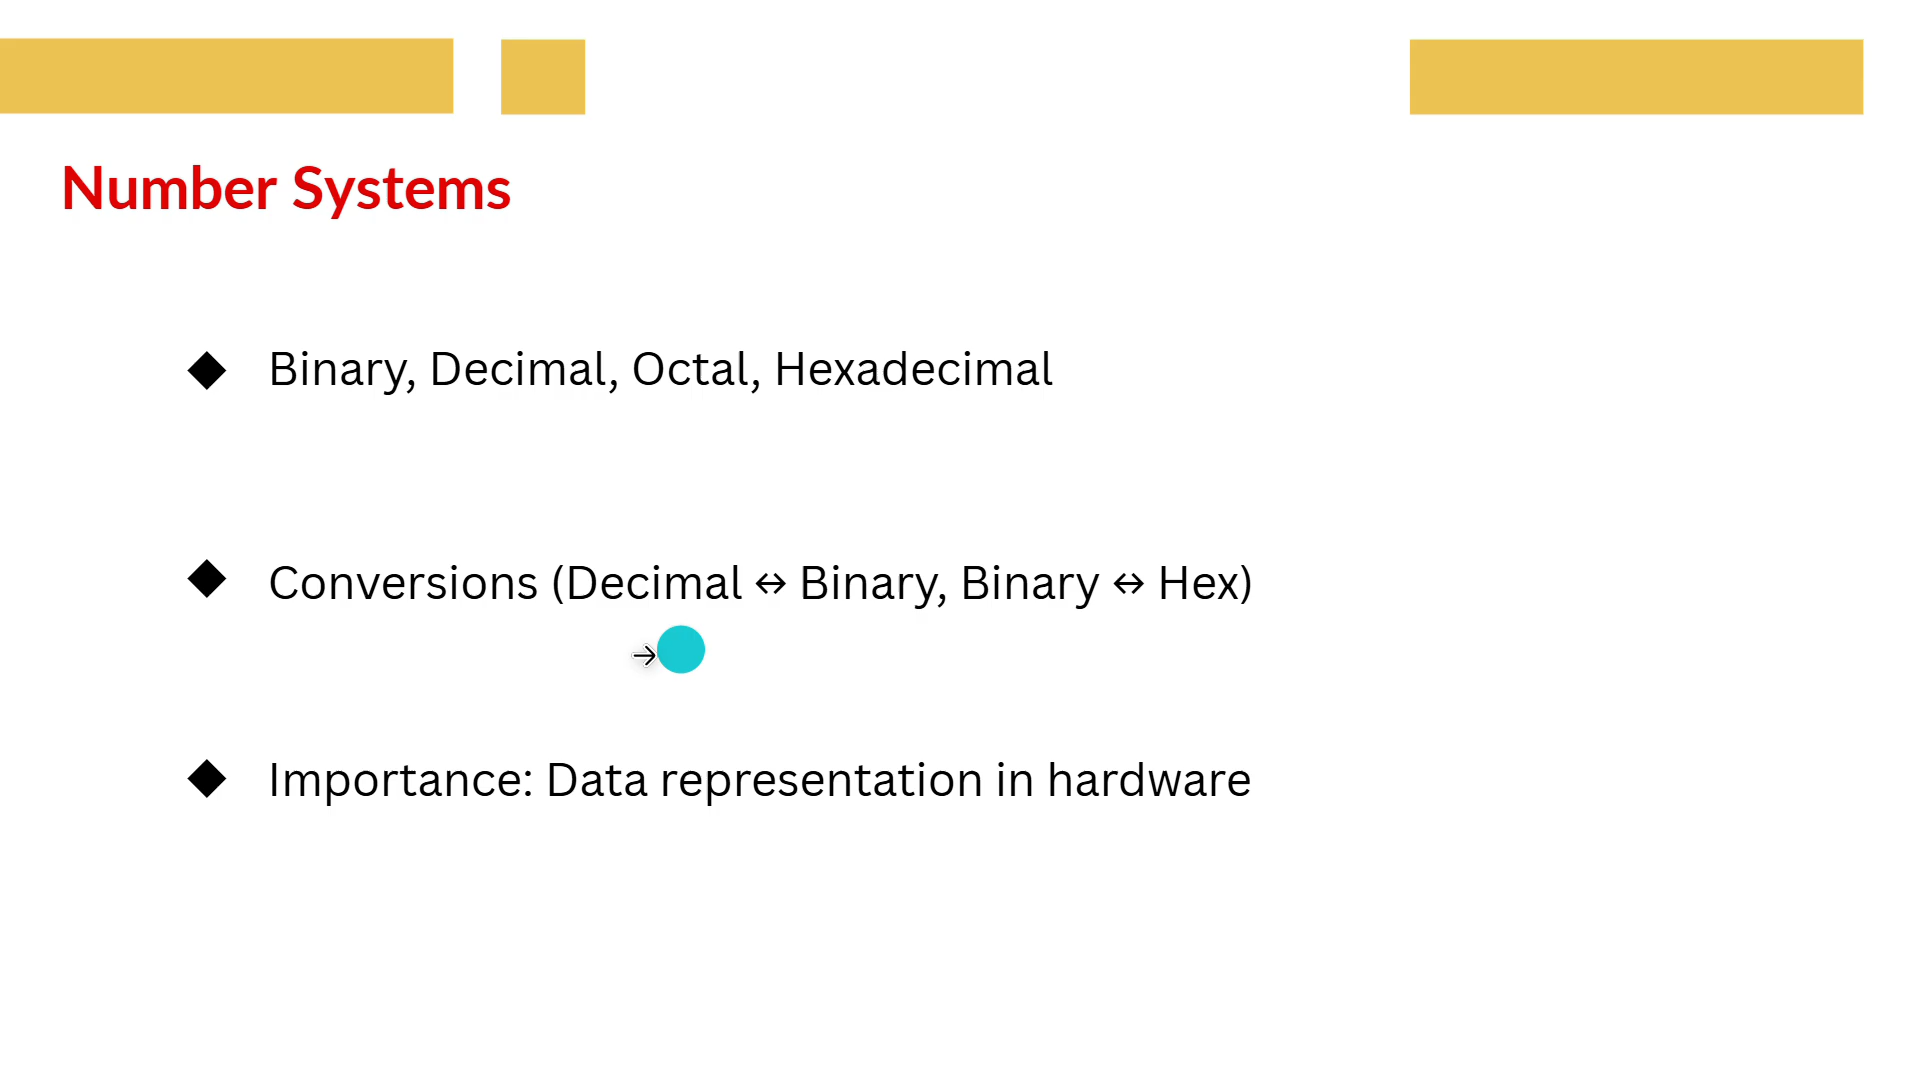 Number Systems
◆ Binary, Decimal, Octal, Hexadecimal
◆ Conversions (Decimal ↔ Binary, Binary ↔ Hex)
◆ Importance: Data representation in hardware